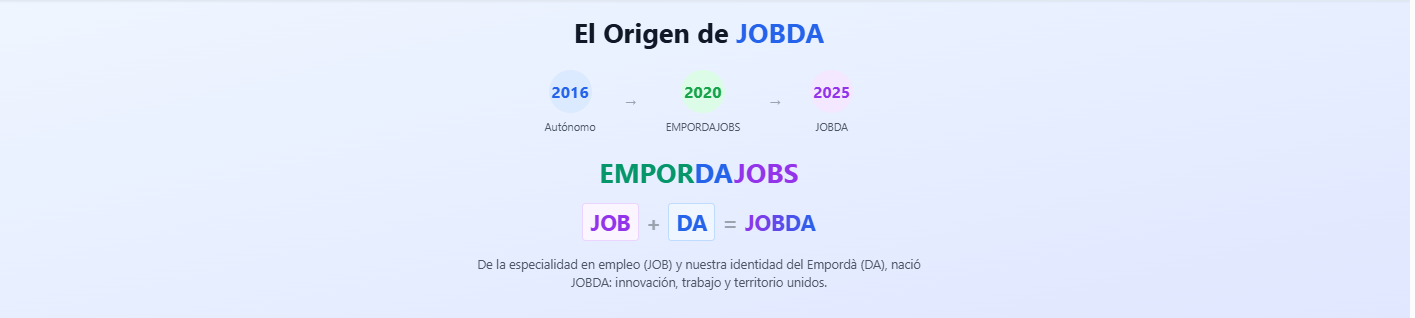 El Origen de JOBDA
2016 → 2020 → 2025
Autónomo EMPORDAJOBS JOBDA
EMPORDAJOBS
JOB + DA = JOBDA
De la especialidad en empleo (JOB) y nuestra identidad del Empordà (DA), nació
JOBDA: innovación, trabajo y territorio unidos.